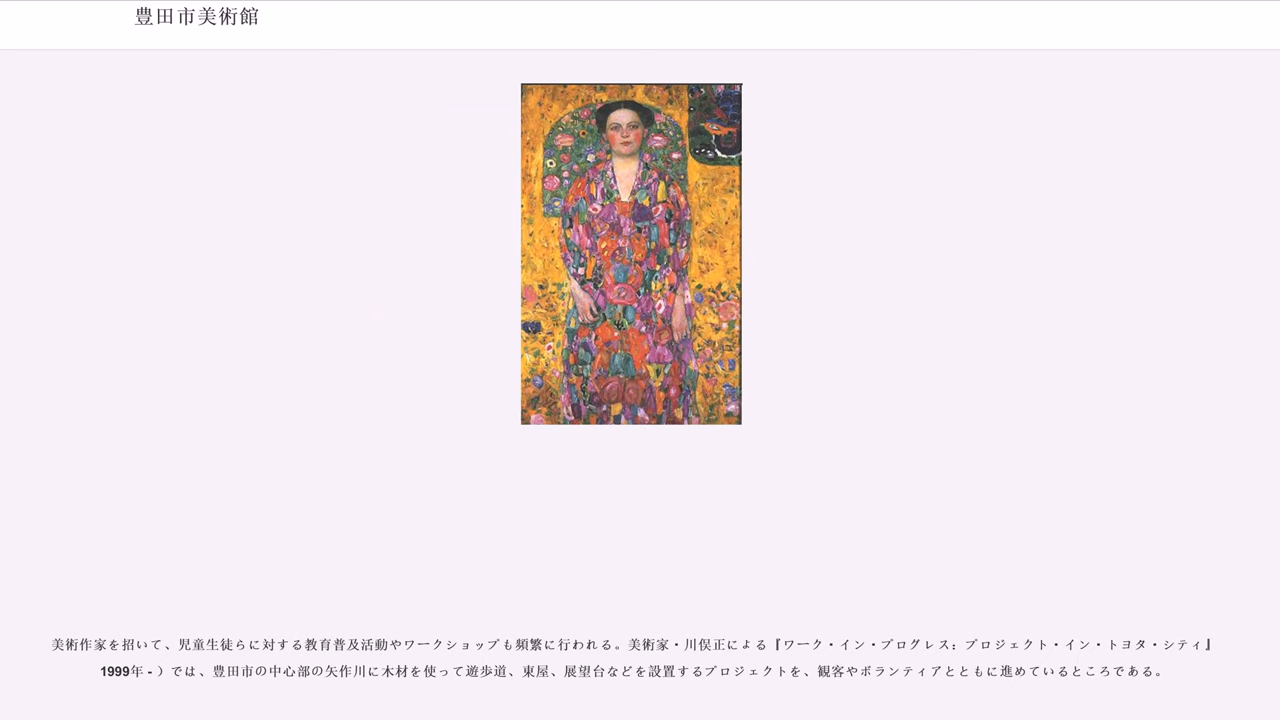 豊田市美術館
美術作家を招いて、児童生徒らに対する教育普及活動やワークショップも頻繁に行われる。美術家・川俣正による『ワーク・イン・プログレス：プロジェクト・イン・トヨタ・シティ』
1999年 - ）では、豊田市の中心部の矢作川に木材を使って遊歩道、東屋、展望台などを設置するプロジェクトを、観客やボランティアとともに進めているところである。